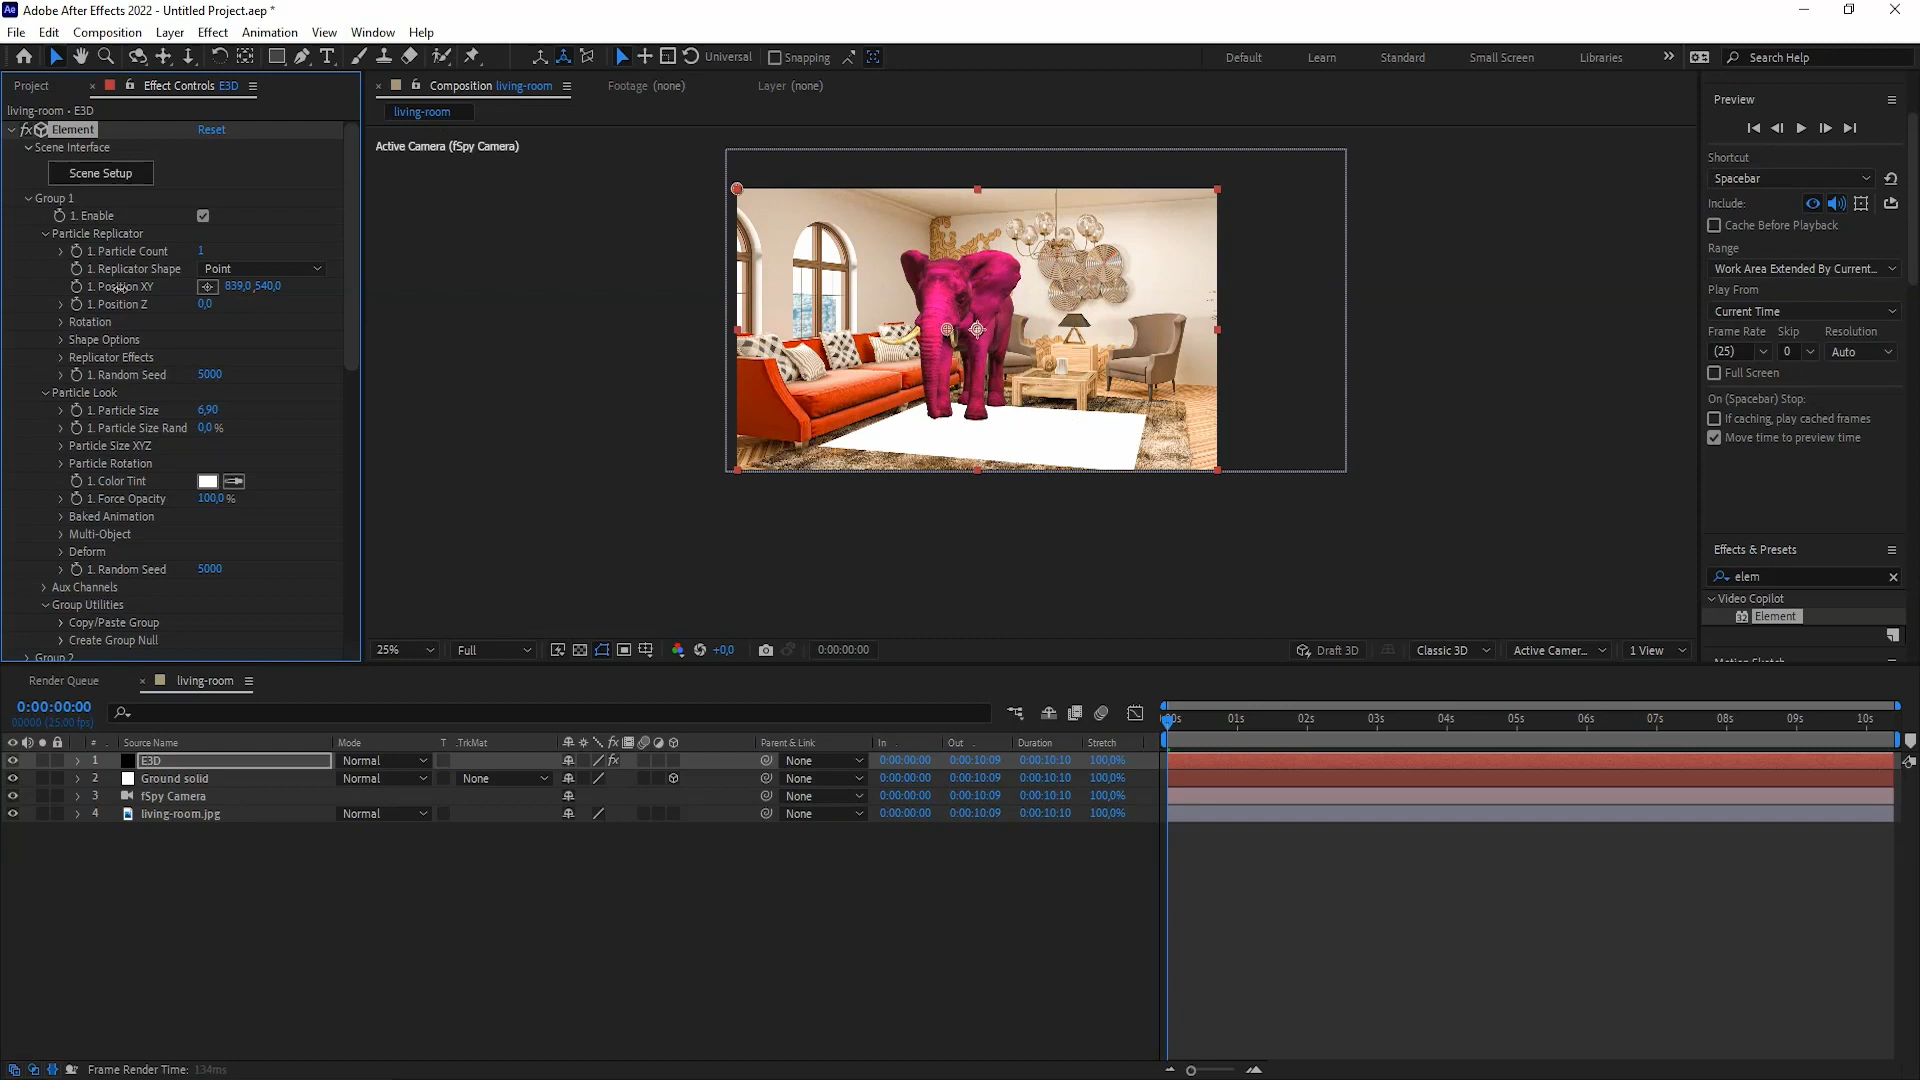 Adobe After Effects 2022 - Untitled Project.aep *
File Edit Composition Layer Effect Animation View Window Help
Universal Snapping Default Learn Standard Small Screen Libraries Search Help
Project Effect Controls E3D
living-room • E3D
fx Element Reset
Scene Interface
Scene Setup
Group 1
1. Enable
Particle Replicator
1. Particle Count 1
1. Replicator Shape Point
1. Position XY 839,0 ,540,0
1. Position Z 0,0
Rotation
Shape Options
Replicator Effects
1. Random Seed 5000
Particle Look
1. Particle Size 6,90
1. Particle Size Rand 0,0 %
Particle Size XYZ
Particle Rotation
1. Color Tint
1. Force Opacity 100,0 %
Baked Animation
Multi-Object
Deform
1. Random Seed 5000
Aux Channels
Group Utilities
Copy/Paste Group
Create Group Null
Group 2
Composition living-room Footage (none) Layer (none)
living-room
Active Camera (fSpy Camera)
25% Full +0,0 0:00:00:00 Draft 3D Classic 3D Active Camer... 1 View
Preview
Shortcut
Spacebar
Include:
Cache Before Playback
Range
Work Area Extended By Current...
Play From
Current Time
Frame Rate Skip Resolution
(25) 0 Auto
Full Screen
On (Spacebar) Stop:
If caching, play cached frames
Move time to preview time
Effects & Presets
elem
Video Copilot
32 Element
Motion Sketch
Render Queue living-room
0:00:00:00
00000 (25.00 fps)
00s 01s 02s 03s 04s 05s 06s 07s 08s 09s 10s
# Source Name Mode T .TrkMat fx Parent & Link In Out Duration Stretch
1 E3D Normal fx None 0:00:00:00 0:00:10:09 0:00:10:10 100,0%
2 Ground solid Normal None None 0:00:00:00 0:00:10:09 0:00:10:10 100,0%
3 fSpy Camera None 0:00:00:00 0:00:10:09 0:00:10:10 100,0%
4 living-room.jpg Normal None 0:00:00:00 0:00:10:09 0:00:10:10 100,0%
Frame Render Time: 134ms